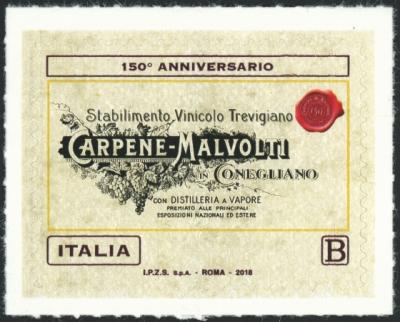 150° ANNIVERSARIO
Stabilimento Vinicolo Trevigiano
CARPENE-MALVOLTI
IN CONEGLIANO
CON DISTILLERIA A VAPORE
PREMIATO ALLE PRINCIPALI
ESPOSIZIONI NAZIONALI ED ESTERE
ITALIA
B
I.P.Z.S. S.p.A. - ROMA - 2018